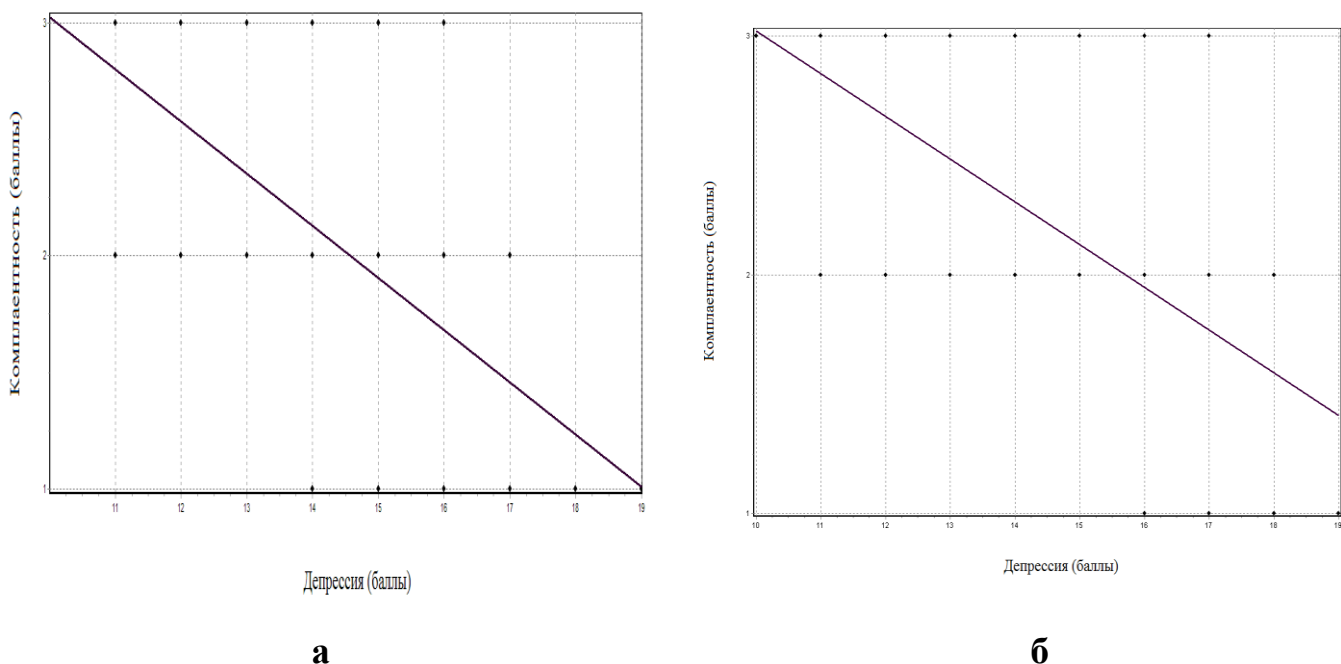 3
2
1
Комплаентность (баллы)
11 12 13 14 15 16 17 18 19
Депрессия (баллы)
а
3
2
1
Комплаентность (баллы)
10 11 12 13 14 15 16 17 18 19
Депрессия (баллы)
б